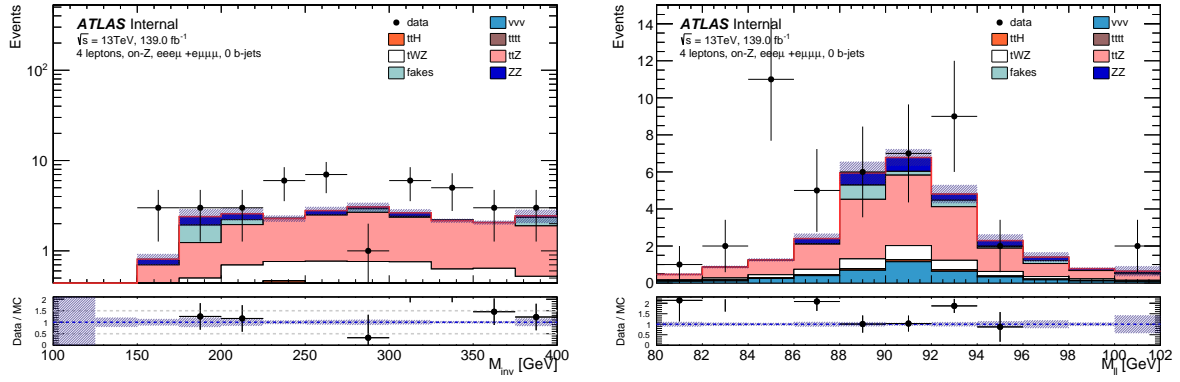 Events
10²
10
1
ATLAS Internal
√s = 13TeV, 139.0 fb⁻¹
4 leptons, on-Z, eeeμ +eμμμ, 0 b-jets
data
vvv
ttH
tttt
tWZ
ttZ
fakes
ZZ
Data / MC
2
1.5
1
0.5
0
100 150 200 250 300 350 400
M_inv [GeV]
Events
14
12
10
8
6
4
2
0
ATLAS Internal
√s = 13TeV, 139.0 fb⁻¹
4 leptons, on-Z, eeeμ +eμμμ, 0 b-jets
data
vvv
ttH
tttt
tWZ
ttZ
fakes
ZZ
Data / MC
2
1.5
1
0.5
0
80 82 84 86 88 90 92 94 96 98 100 102
M_ll [GeV]